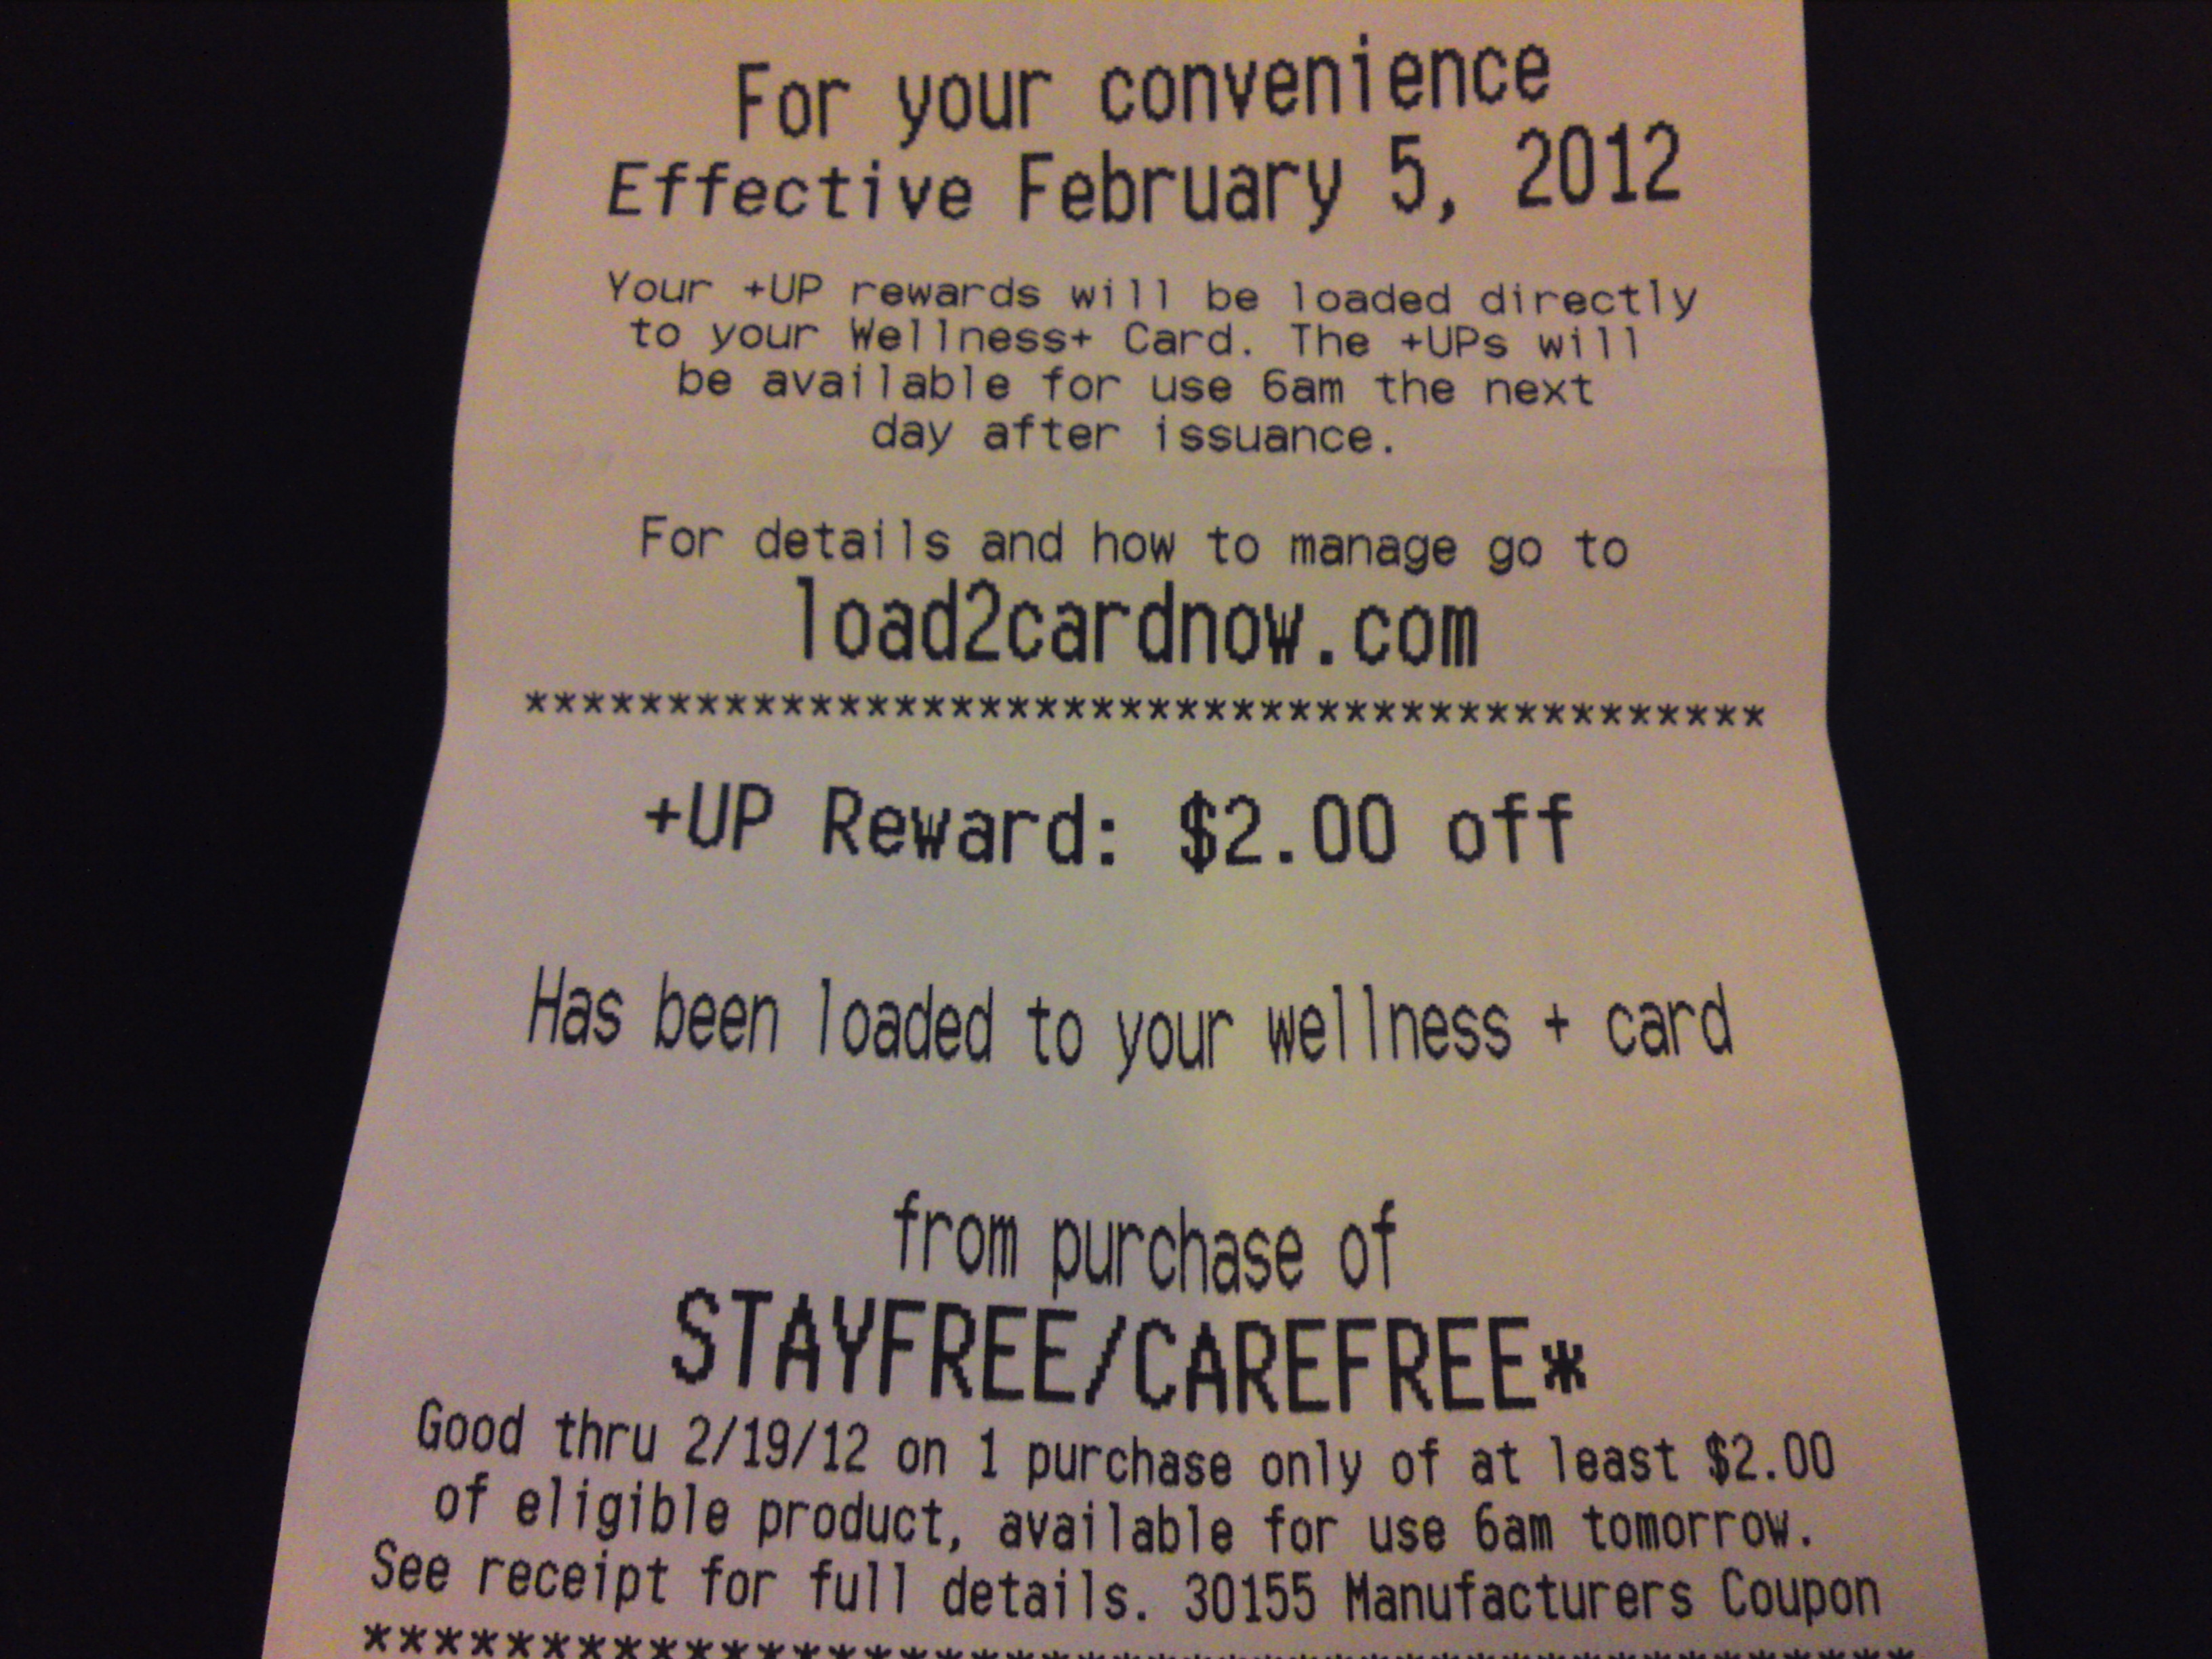 For your convenience
Effective February 5, 2012
Your +UP rewards will be loaded directly
to your Wellness+ Card. The +UPs will
be available for use 6am the next
day after issuance.
For details and how to manage go to
load2cardnow.com
********************************************
+UP Reward: $2.00 off
Has been loaded to your wellness + card
from purchase of
STAYFREE/CAREFREE*
Good thru 2/19/12 on 1 purchase only of at least $2.00
of eligible product, available for use 6am tomorrow.
See receipt for full details. 30155 Manufacturers Coupon
********************************************